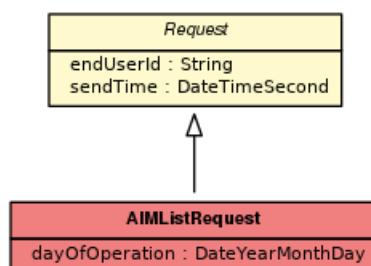 Request
endUserId : String
sendTime : DateTimeSecond
AIMListRequest
dayOfOperation : DateYearMonthDay